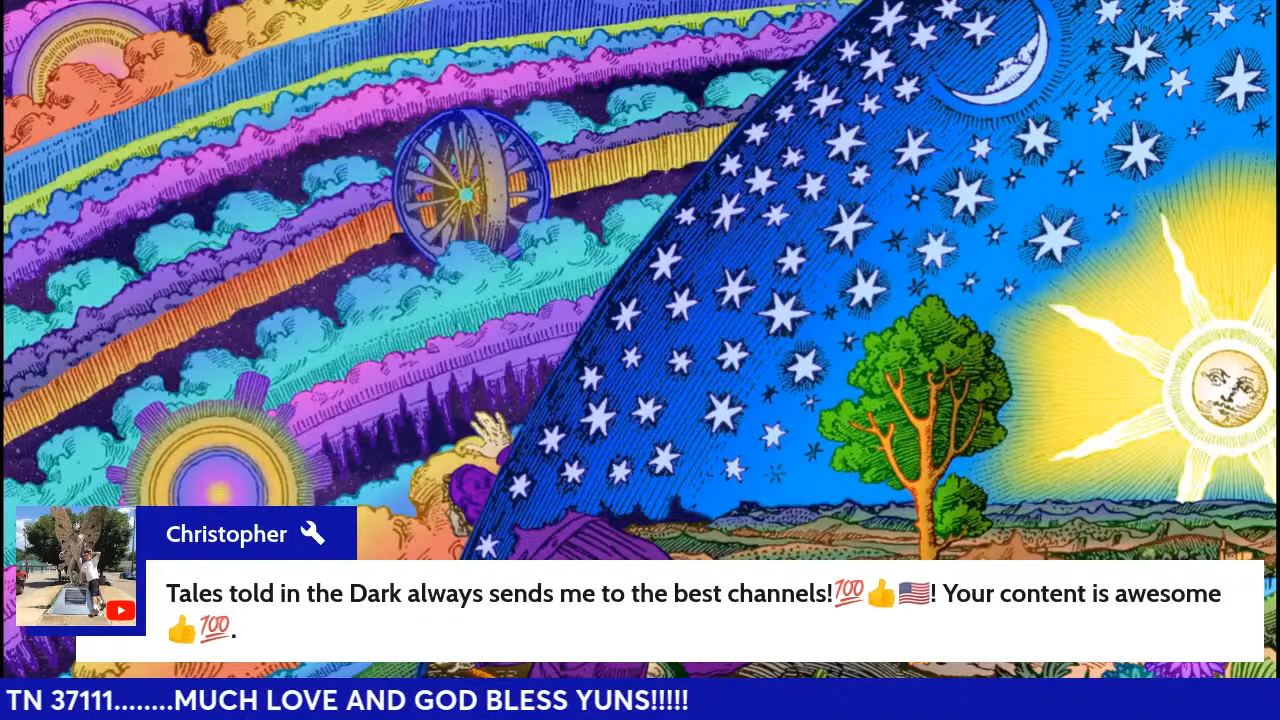 Christopher
Tales told in the Dark always sends me to the best channels!💯👍🇺🇸! Your content is awesome
👍💯.
TN 37111........MUCH LOVE AND GOD BLESS YUNS!!!!!